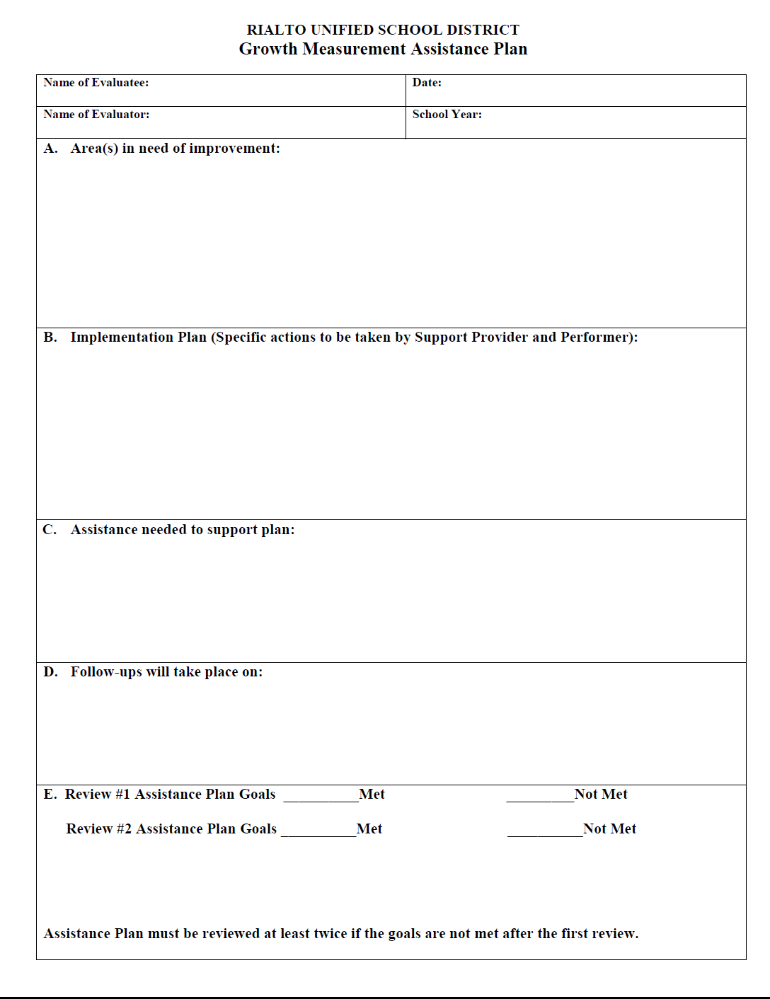 RIALTO UNIFIED SCHOOL DISTRICT
Growth Measurement Assistance Plan
Name of Evaluatee:
Date:
Name of Evaluator:
School Year:
A. Area(s) in need of improvement:
B. Implementation Plan (Specific actions to be taken by Support Provider and Performer):
C. Assistance needed to support plan:
D. Follow-ups will take place on:
E. Review #1 Assistance Plan Goals __________Met _________Not Met
Review #2 Assistance Plan Goals __________Met __________Not Met
Assistance Plan must be reviewed at least twice if the goals are not met after the first review.